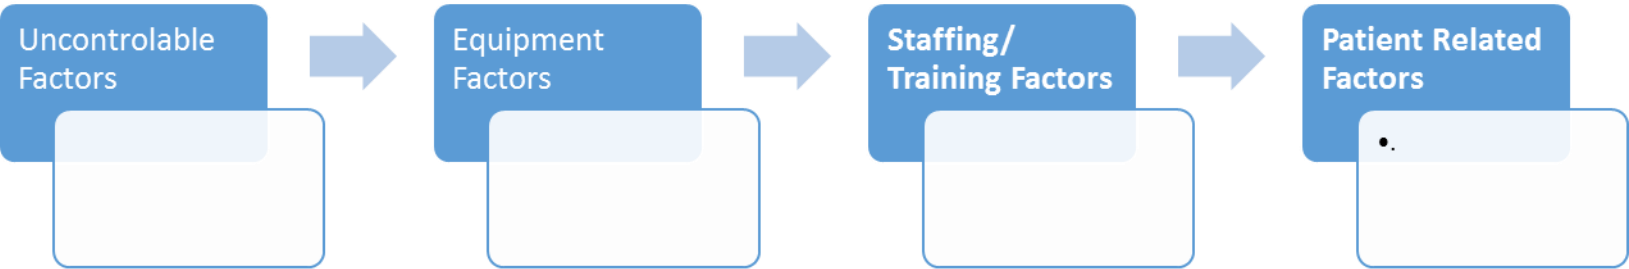 Uncontrolable
Factors
Equipment
Factors
Staffing/
Training Factors
Patient Related
Factors
•.